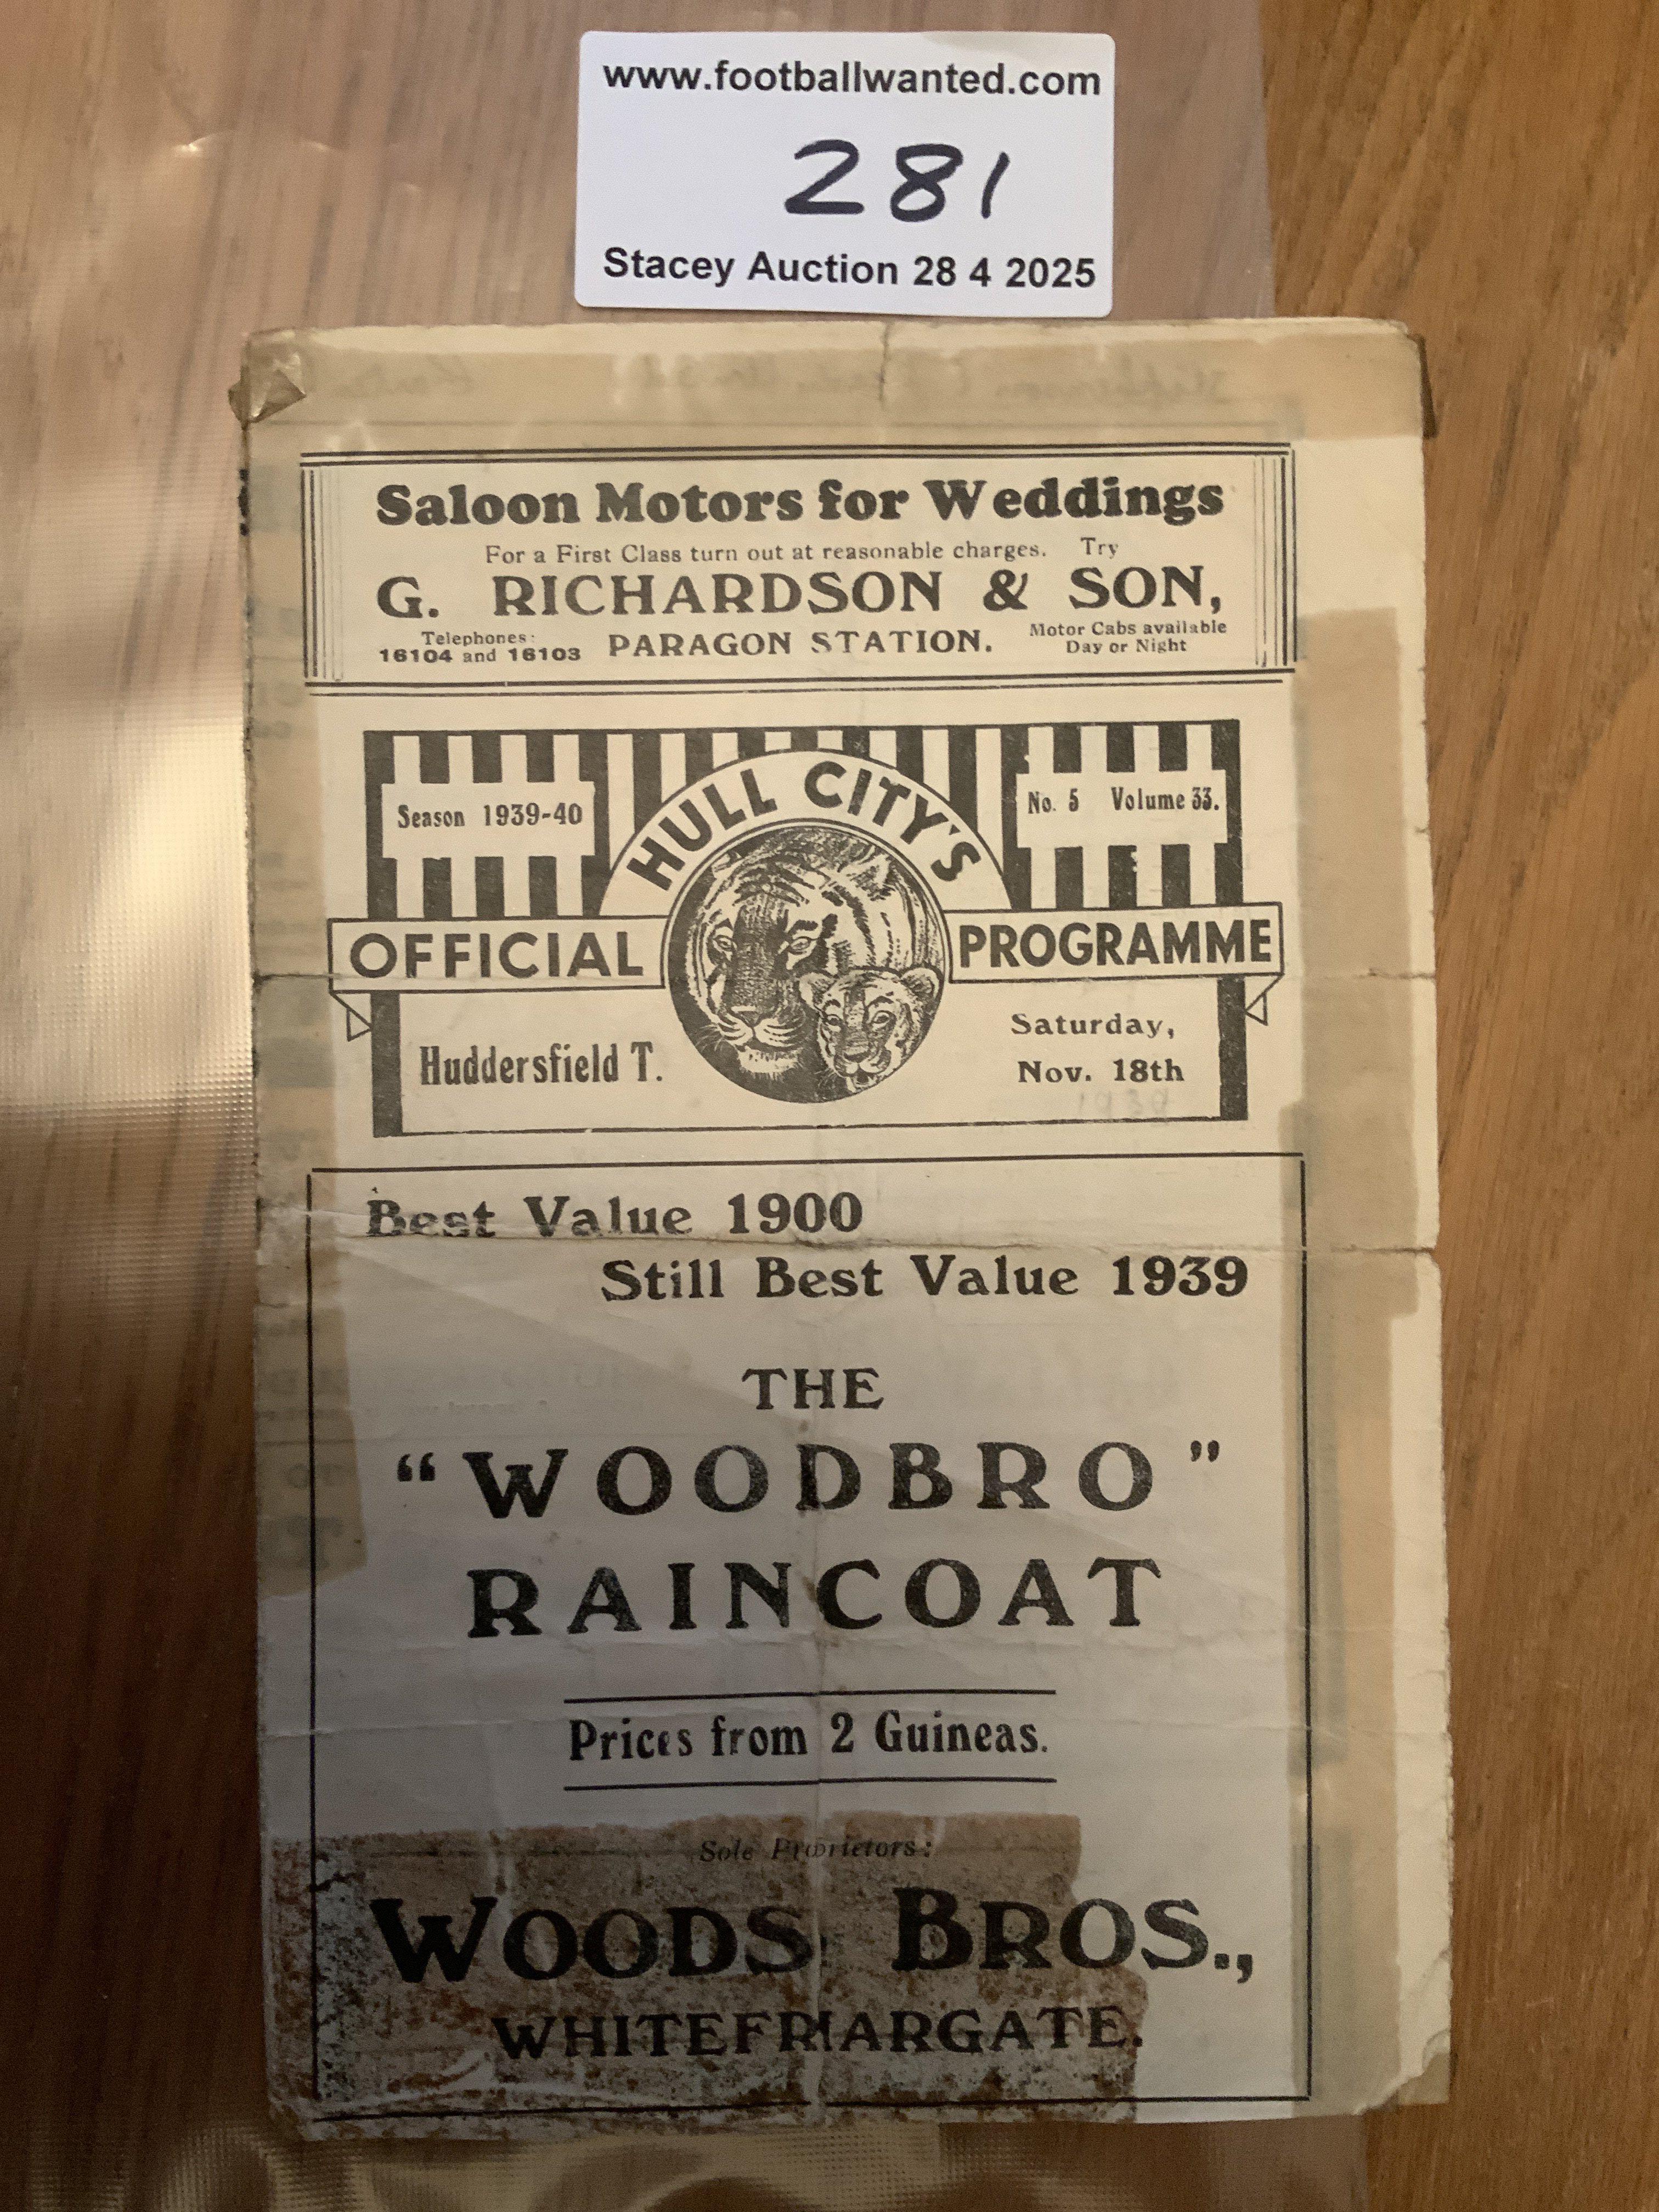 www.footballwanted.com
281
Stacey Auction 28 4 2025
Saloon Motors for Weddings
For a First Class turn out at reasonable charges. Try
G. RICHARDSON & SON,
Telephones:
16104 and 16103
PARAGON STATION.
Motor Cabs available
Day or Night
Season 1939-40
HULL CITY'S
No. 5 Volume 33.
OFFICIAL
PROGRAMME
Huddersfield T.
Saturday,
Nov. 18th
Best Value 1900
Still Best Value 1939
THE
"WOODBRO"
RAINCOAT
Prices from 2 Guineas.
Sole Proprietors:
WOODS BROS.,
WHITEFRIARGATE.